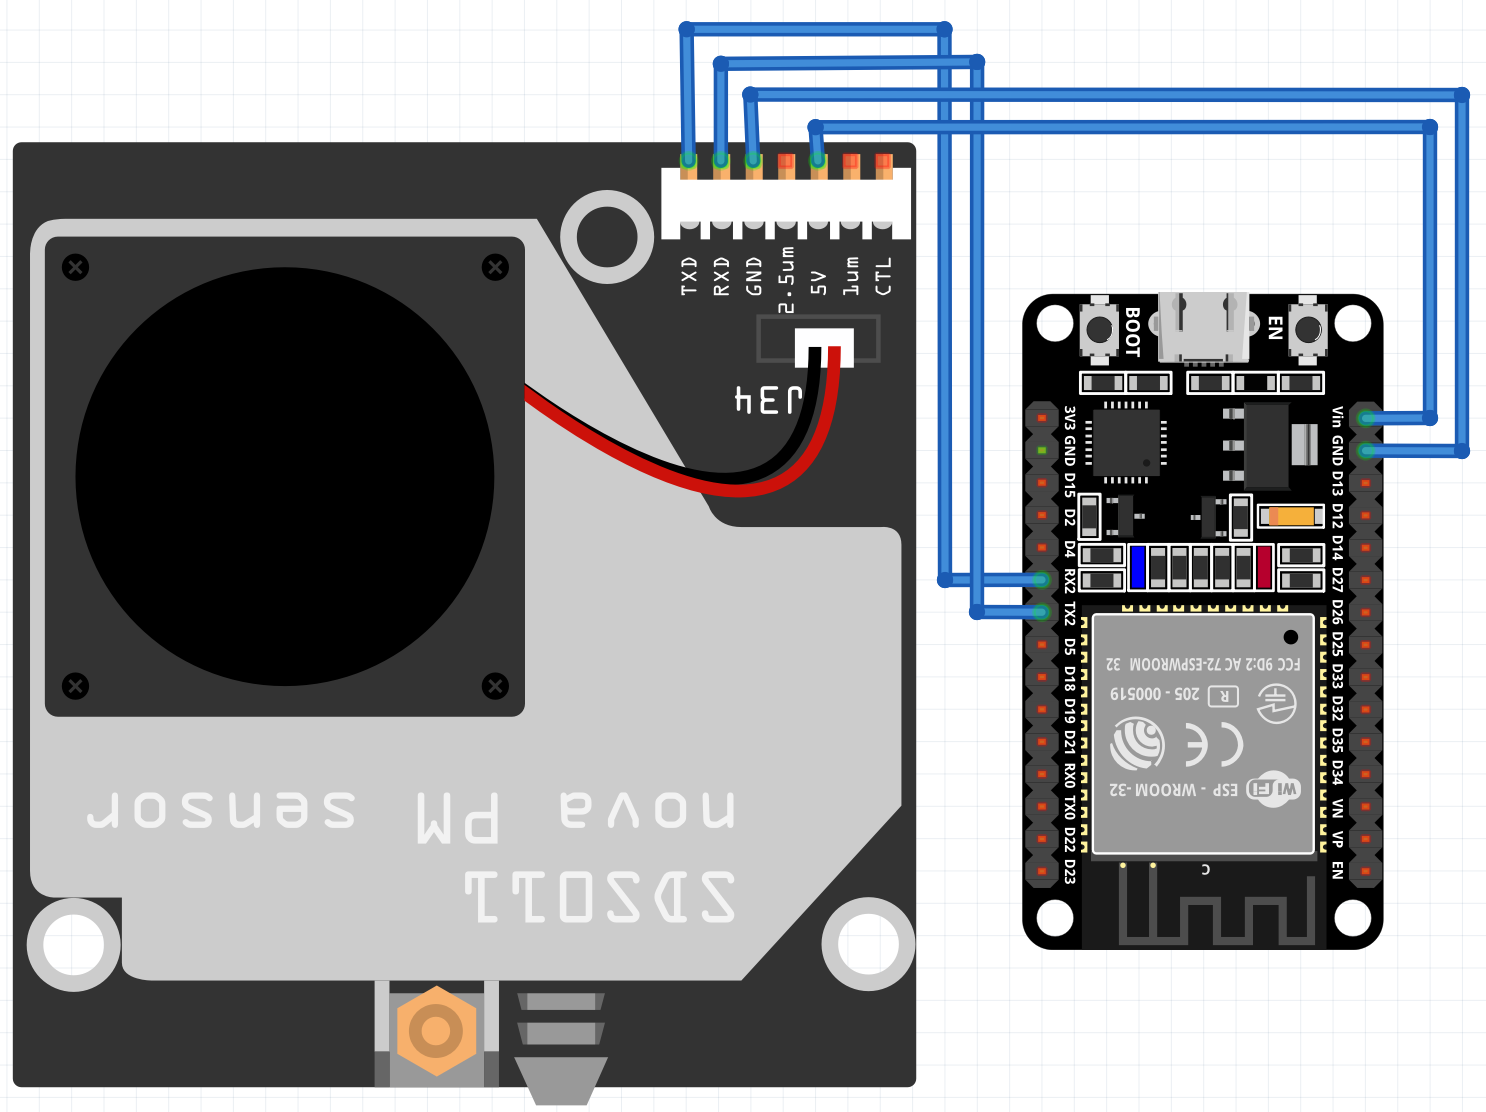 TXD
RXD
GND
2.5um
5V
1um
CTL
J34
nova PM sensor
SDS011
BOOT
EN
3V3
GND
D15
D2
D4
RX2
TX2
D5
D18
D19
D21
RX0
TX0
D22
D23
Vin
GND
D13
D12
D14
D27
D26
D25
D33
D32
D35
D34
VN
VP
EN
FCC 9D:2 AC72-ESPWROOM 32
R 205-000519
CE
Wi Fi ESP-WROOM-32
C